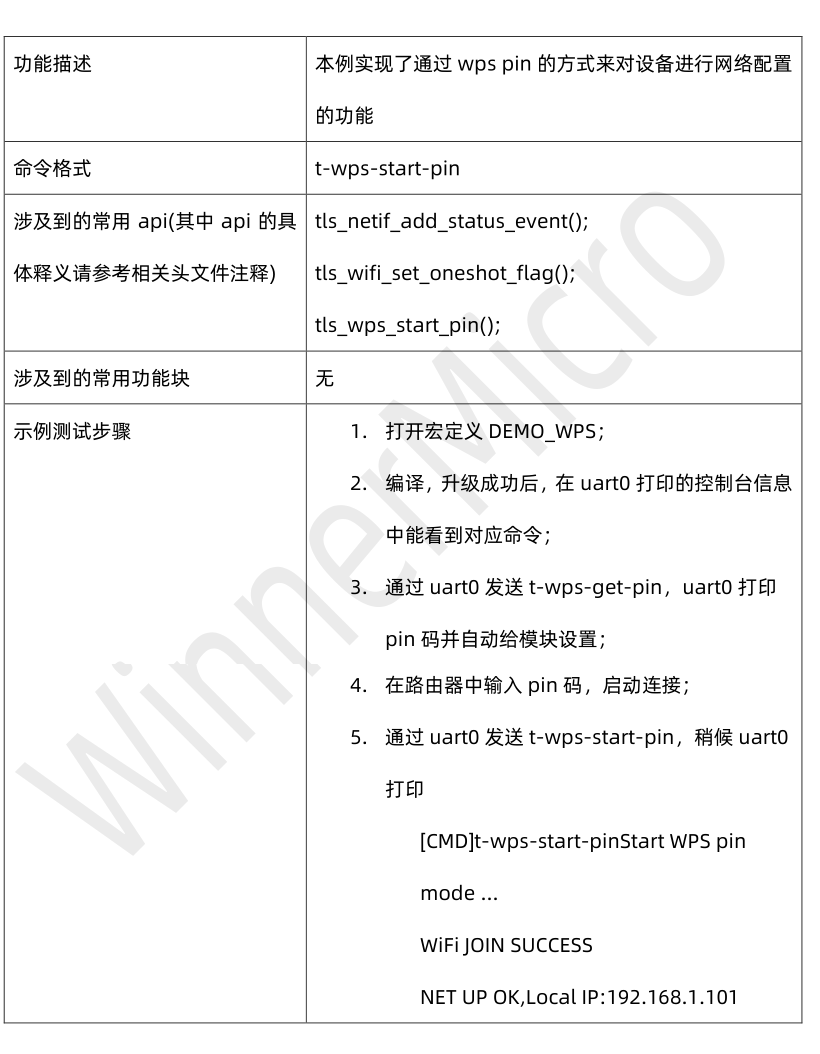 功能描述
本例实现了通过 wps pin 的方式来对设备进行网络配置
的功能
命令格式
t-wps-start-pin
涉及到的常用 api(其中 api 的具
体释义请参考相关头文件注释)
tls_netif_add_status_event();
tls_wifi_set_oneshot_flag();
tls_wps_start_pin();
涉及到的常用功能块
无
示例测试步骤
1. 打开宏定义 DEMO_WPS；
2. 编译，升级成功后，在 uart0 打印的控制台信息
中能看到对应命令；
3. 通过 uart0 发送 t-wps-get-pin，uart0 打印
pin 码并自动给模块设置；
4. 在路由器中输入 pin 码，启动连接；
5. 通过 uart0 发送 t-wps-start-pin，稍候 uart0
打印
[CMD]t-wps-start-pinStart WPS pin
mode ...
WiFi JOIN SUCCESS
NET UP OK,Local IP:192.168.1.101
WinnerMicro